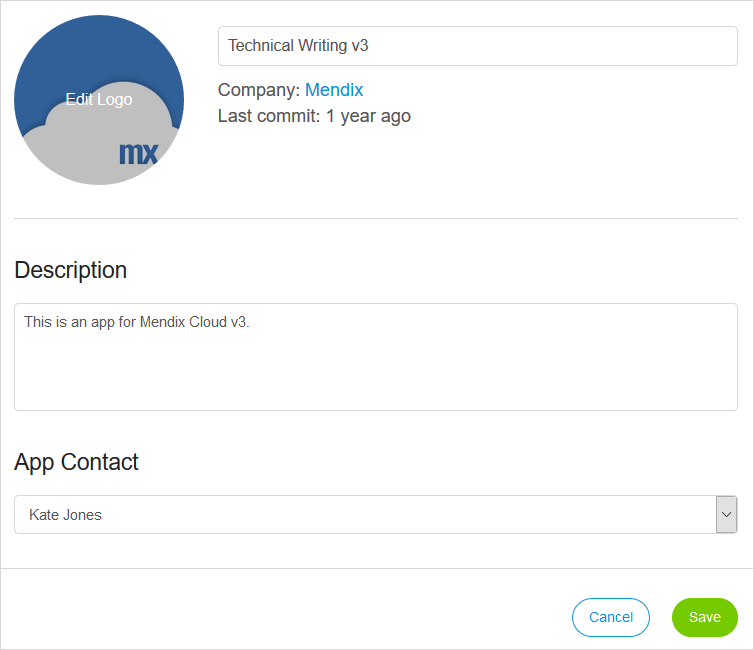 Edit Logo
mx
Technical Writing v3
Company: Mendix
Last commit: 1 year ago
Description
This is an app for Mendix Cloud v3.
App Contact
Kate Jones
Cancel
Save